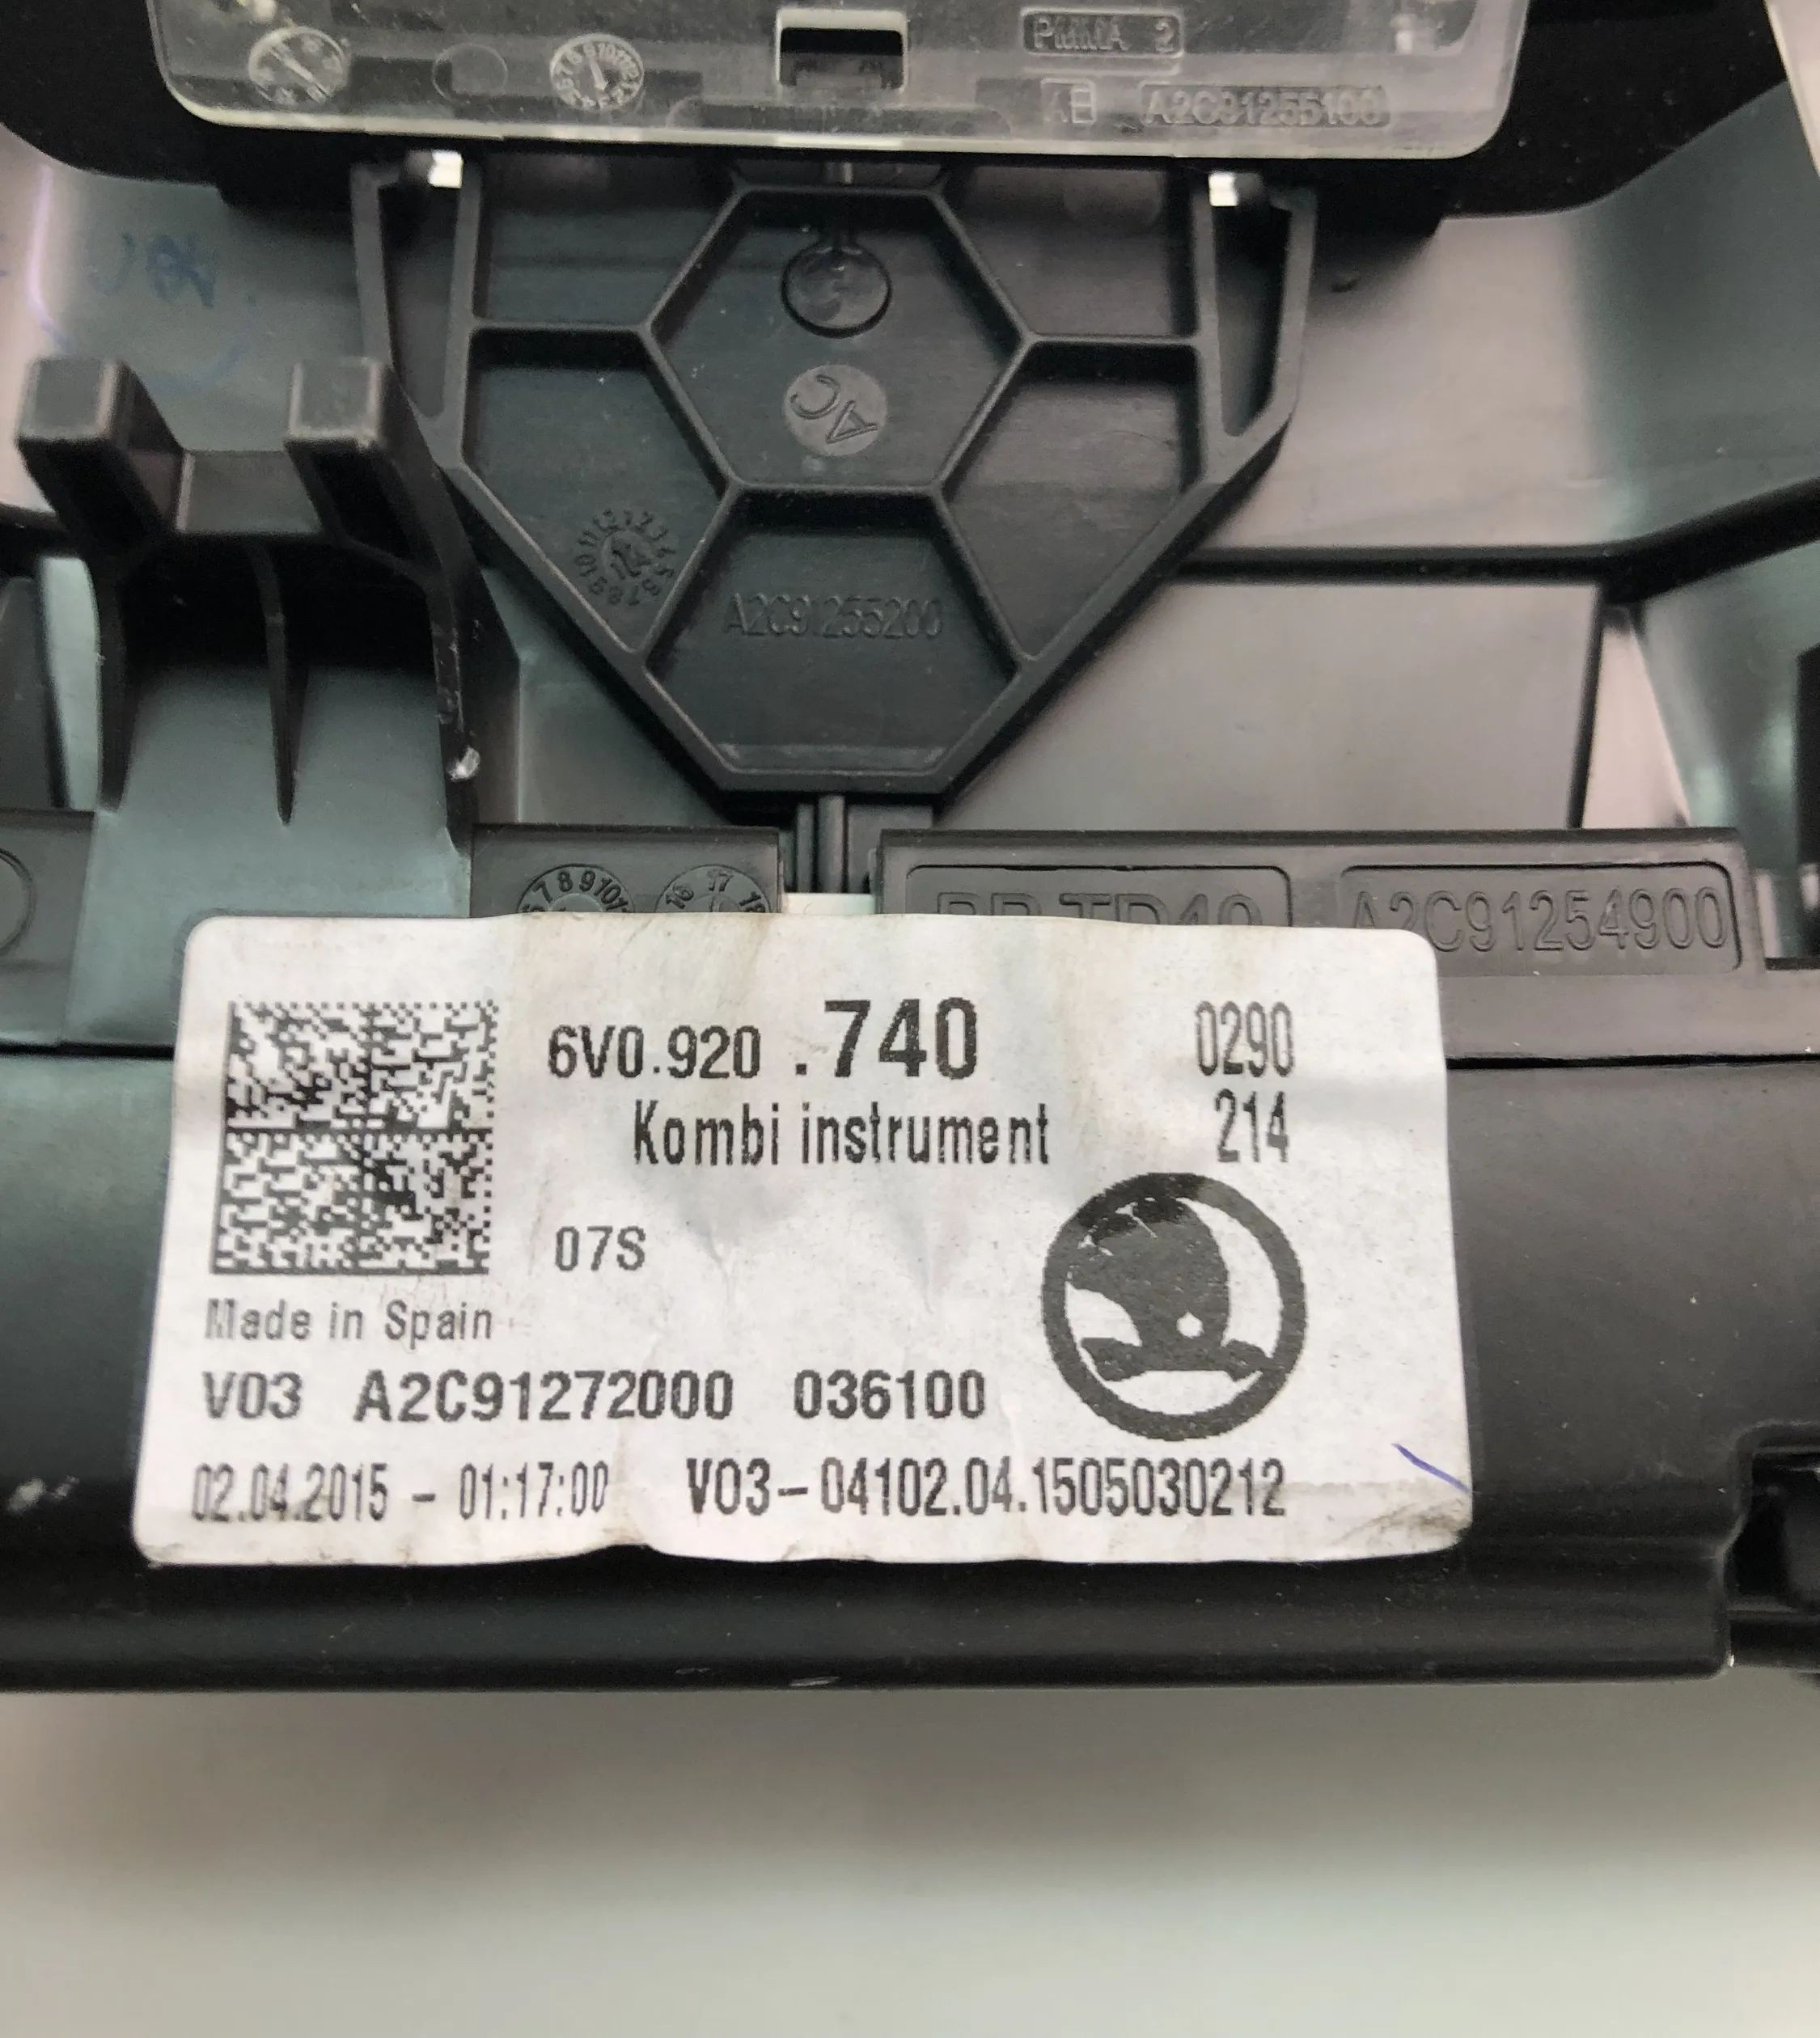 PMMA 2
A2C91255100
AC
A2C91255200
A2C91254900
6V0.920 .740 0290
Kombi instrument 214
07S
Made in Spain
V03 A2C91272000 036100
02.04.2015 - 01:17:00 V03-04102.04.1505030212